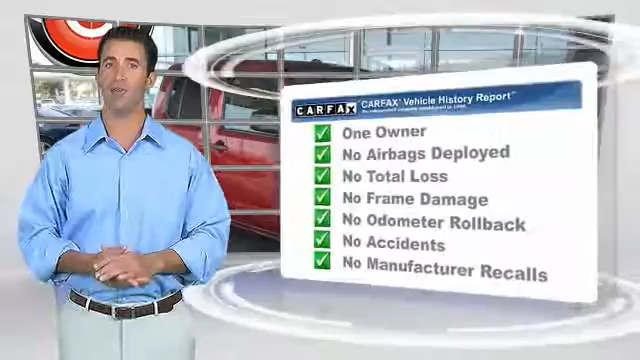 CARFAX CARFAX Vehicle History Report™
One Owner
No Airbags Deployed
No Total Loss
No Frame Damage
No Odometer Rollback
No Accidents
No Manufacturer Recalls